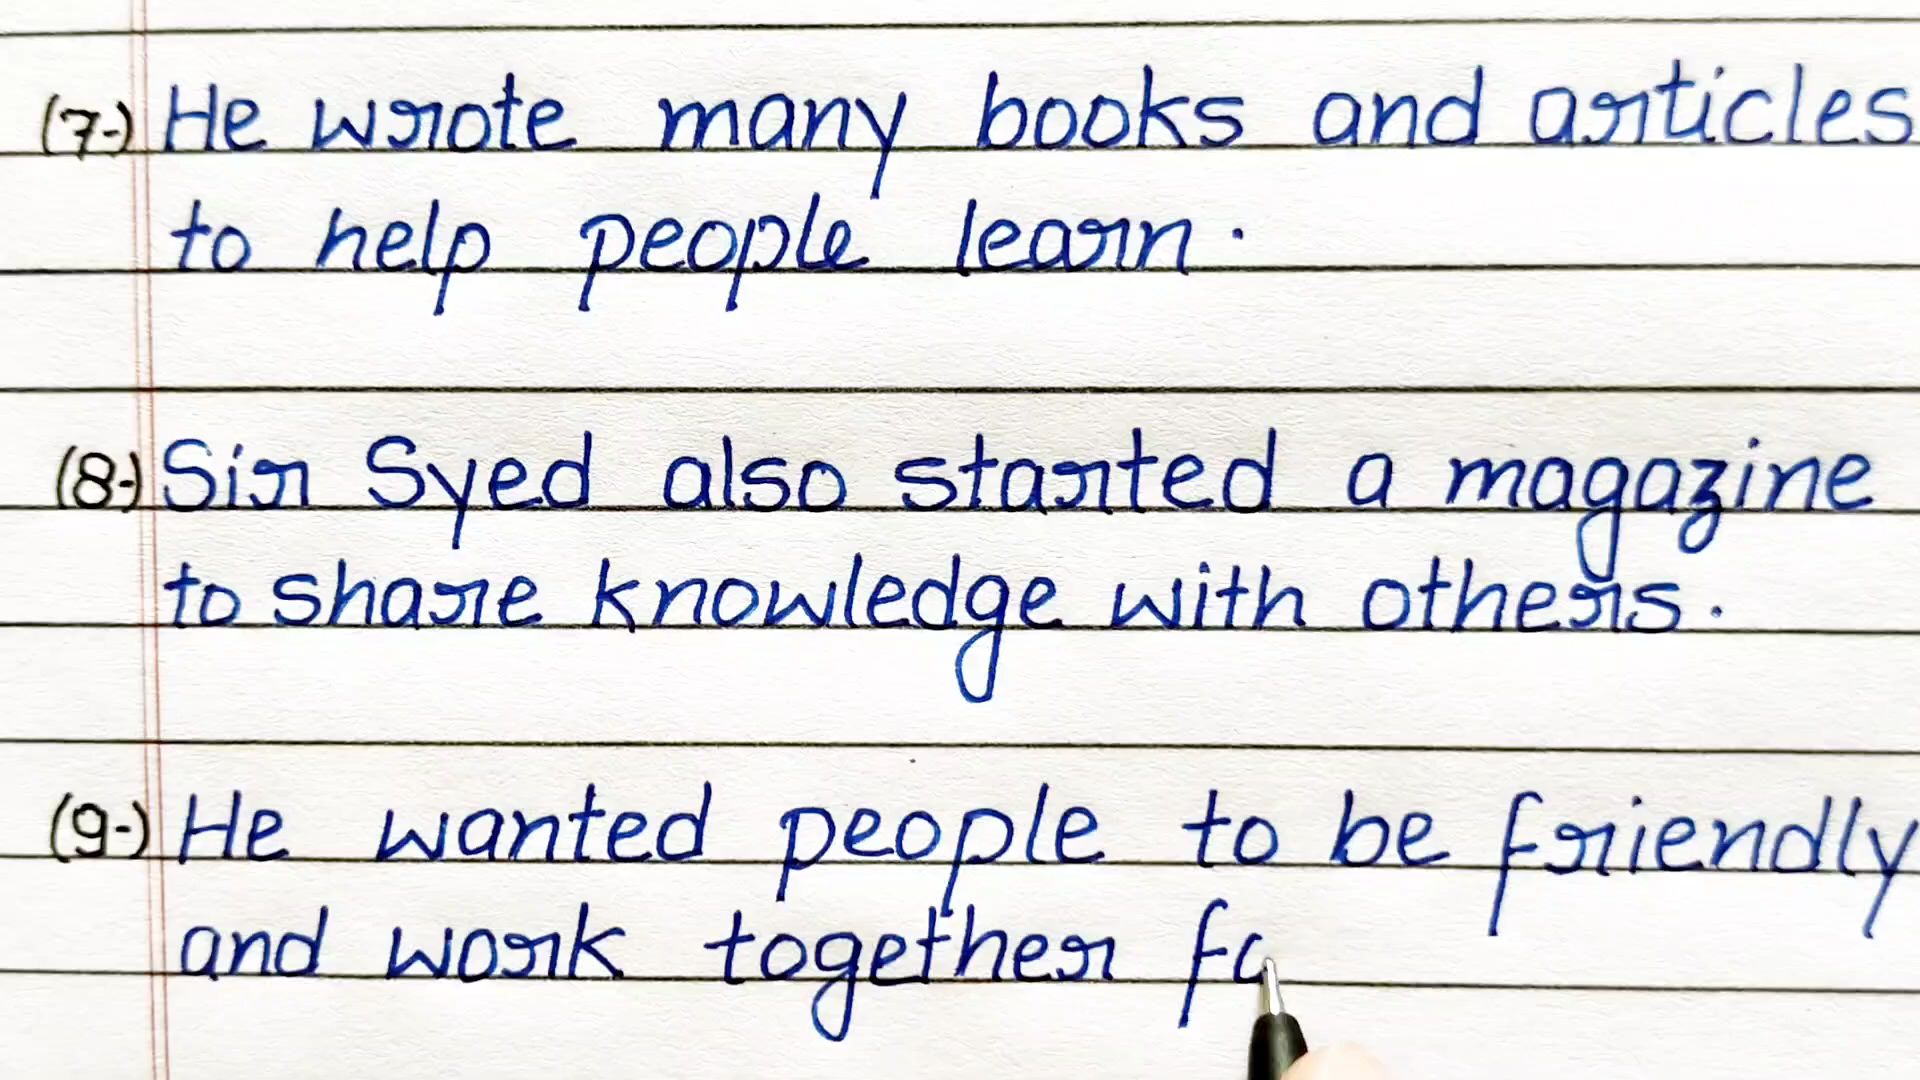 (7-) He wrote many books and articles
to help people learn.
(8-) Sir Syed also started a magazine
to share knowledge with others.
(9-) He wanted people to be friendly
and work together